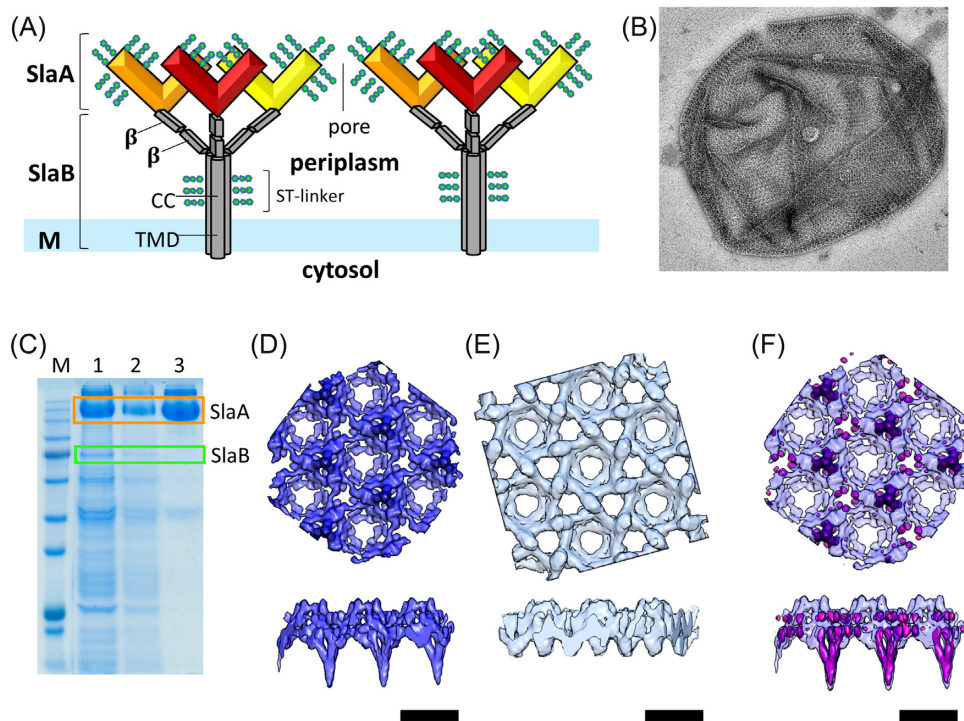 (A)
SlaA
pore
β
β
periplasm
SlaB
CC
ST-linker
M
TMD
cytosol
(B)
(C)
M 1 2 3
SlaA
SlaB
(D)
(E)
(F)